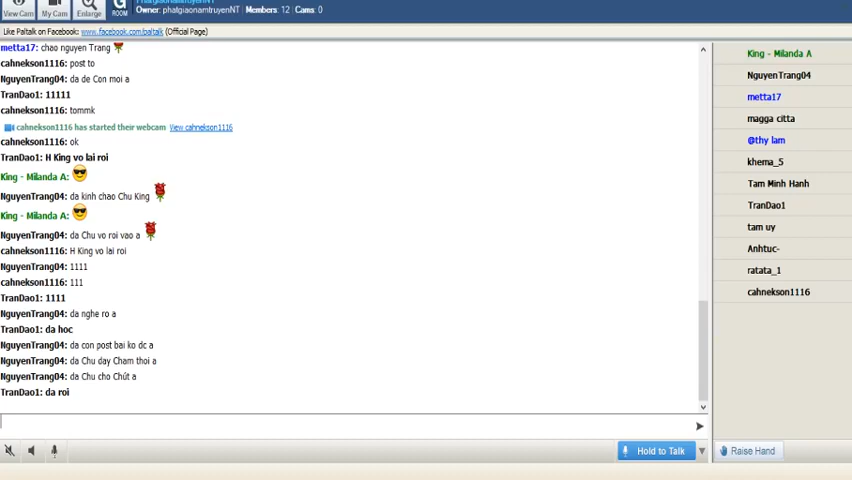 View Cam
My Cam
Enlarge
G
ROOM
Owner: phatgiaonamtruyenNT | Members: 12 | Cams: 0
Like Paltalk on Facebook: www.facebook.com/paltalk (Official Page)
metta17: chao nguyen Trang
cahnekson1116: post to
NguyenTrang04: da de Con moi a
TranDao1: 11111
cahnekson1116: tommk
cahnekson1116 has started their webcam View cahnekson1116
cahnekson1116: ok
TranDao1: H King vo lai roi
King - Milanda A:
NguyenTrang04: da kinh chao Chu King
King - Milanda A:
NguyenTrang04: da Chu vo roi vao a
cahnekson1116: H King vo lai roi
NguyenTrang04: 1111
cahnekson1116: 111
TranDao1: 1111
NguyenTrang04: da nghe ro a
TranDao1: da hoc
NguyenTrang04: da con post bai ko dc a
NguyenTrang04: da Chu day Cham thoi a
NguyenTrang04: da Chu cho Chút a
TranDao1: da roi
Hold to Talk
King - Milanda A
NguyenTrang04
metta17
magga citta
@thy lam
khema_5
Tam Minh Hanh
TranDao1
tam uy
Anhtuc-
ratata_1
cahnekson1116
Raise Hand